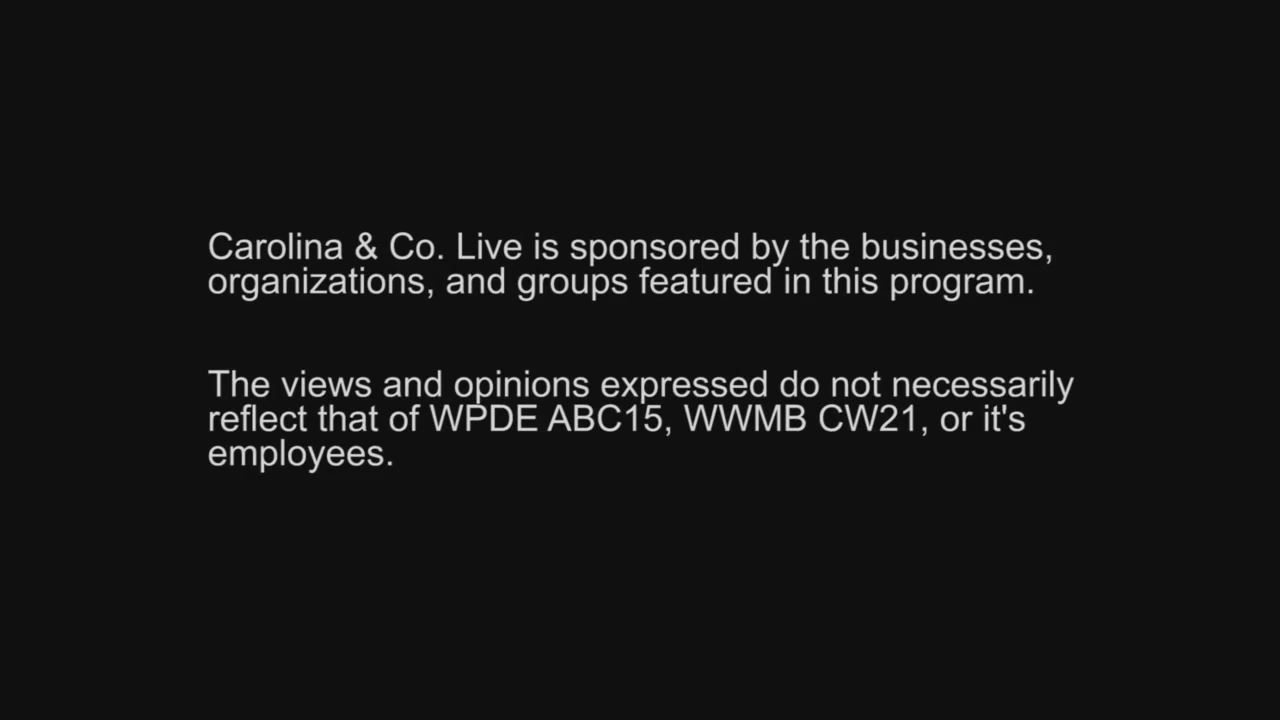 Carolina & Co. Live is sponsored by the businesses,
organizations, and groups featured in this program.
The views and opinions expressed do not necessarily
reflect that of WPDE ABC15, WWMB CW21, or it's
employees.